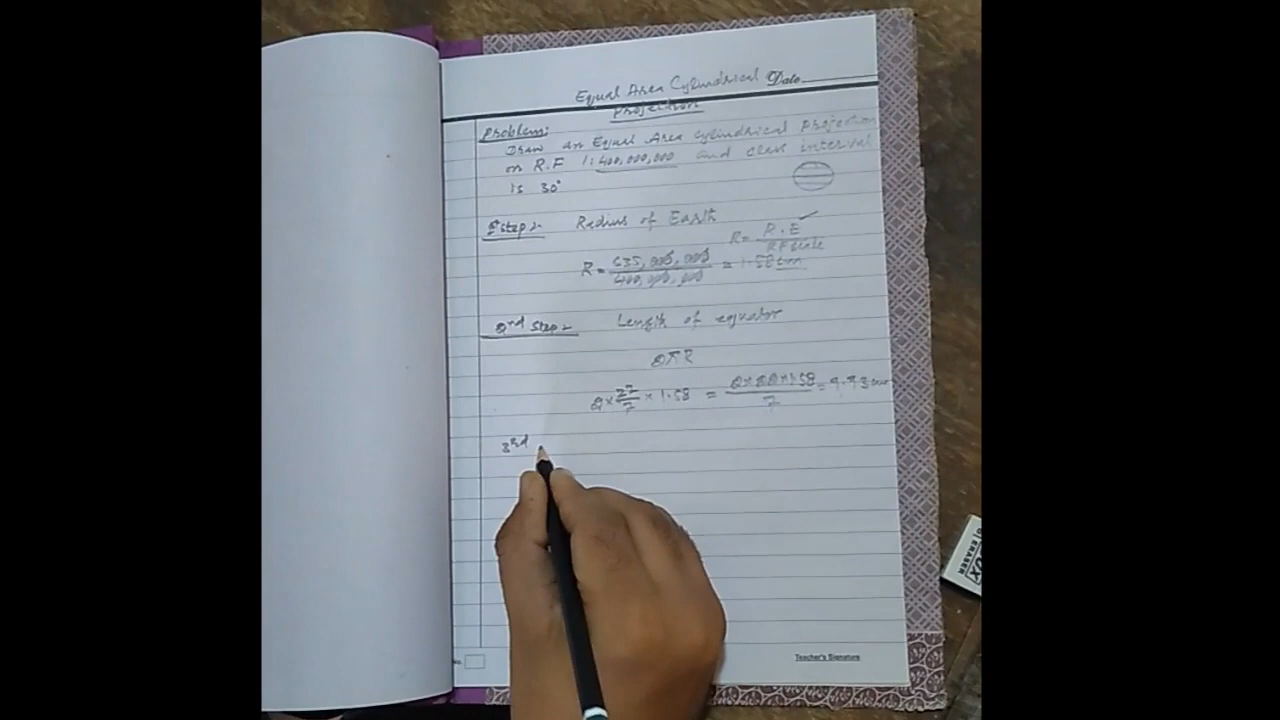 Equal Area Cylindrical Date
Projection
Problem:
Draw an Equal Area Cylindrical projection
on R.F 1:400,000,000 and class interval
is 30°
1st Step:- Radius of Earth
R = R.E / RF scale
R = 635,000,000 / 400,000,000 = 1.58 cm
2nd Step:- Length of equator
2πR
2 × 22/7 × 1.58 = 2×22×1.58 / 7 = 9.93 cm
3rd
No.
Teacher's Signature
ERASER